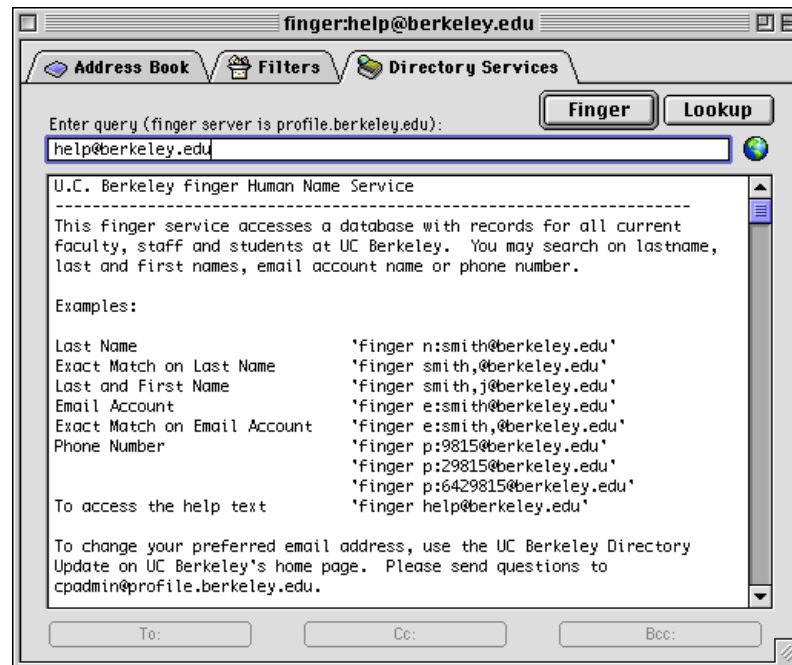 finger:help@berkeley.edu
Address Book Filters Directory Services
Finger Lookup
Enter query (finger server is profile.berkeley.edu):
help@berkeley.edu
U.C. Berkeley finger Human Name Service
----------------------------------------------------------------------
This finger service accesses a database with records for all current
faculty, staff and students at UC Berkeley.  You may search on lastname,
last and first names, email account name or phone number.
Examples:
Last Name 'finger n:smith@berkeley.edu'
Exact Match on Last Name 'finger smith,@berkeley.edu'
Last and First Name 'finger smith,j@berkeley.edu'
Email Account 'finger e:smith@berkeley.edu'
Exact Match on Email Account 'finger e:smith,@berkeley.edu'
Phone Number 'finger p:9815@berkeley.edu'
'finger p:29815@berkeley.edu'
'finger p:6429815@berkeley.edu'
To access the help text 'finger help@berkeley.edu'
To change your preferred email address, use the UC Berkeley Directory
Update on UC Berkeley's home page.  Please send questions to
cpadmin@profile.berkeley.edu.
To: Cc: Bcc: